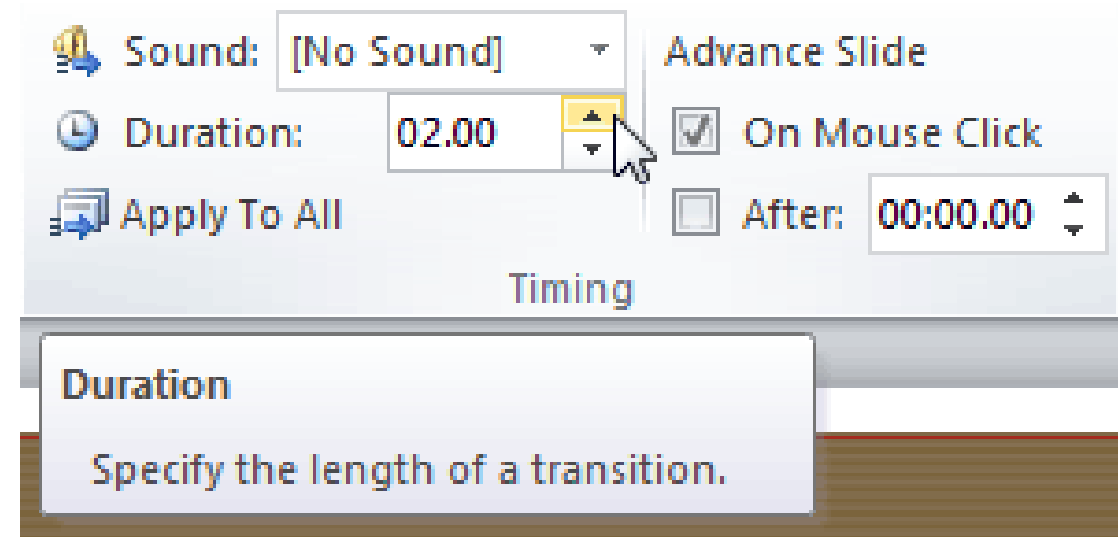 Sound: [No Sound] Advance Slide
Duration: 02.00 On Mouse Click
Apply To All After: 00:00.00
Timing
Duration
Specify the length of a transition.